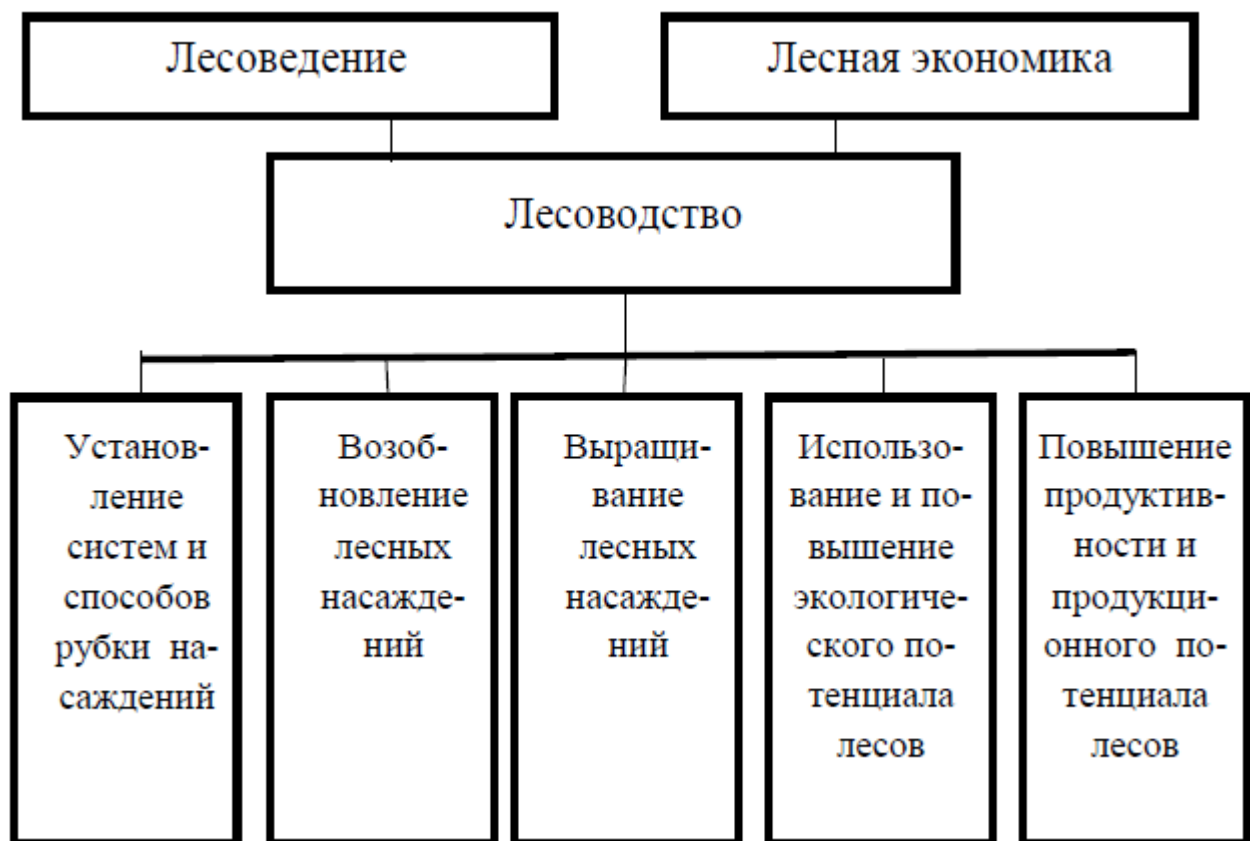 Лесоведение
Лесная экономика
Лесоводство
Установ-
ление
систем и
способов
рубки на-
саждений
Возоб-
новление
лесных
насажде-
ний
Выращи-
вание
лесных
насажде-
ний
Использо-
вание и по-
вышение
экологиче-
ского по-
тенциала
лесов
Повышение
продуктив-
ности и
продукци-
онного по-
тенциала
лесов